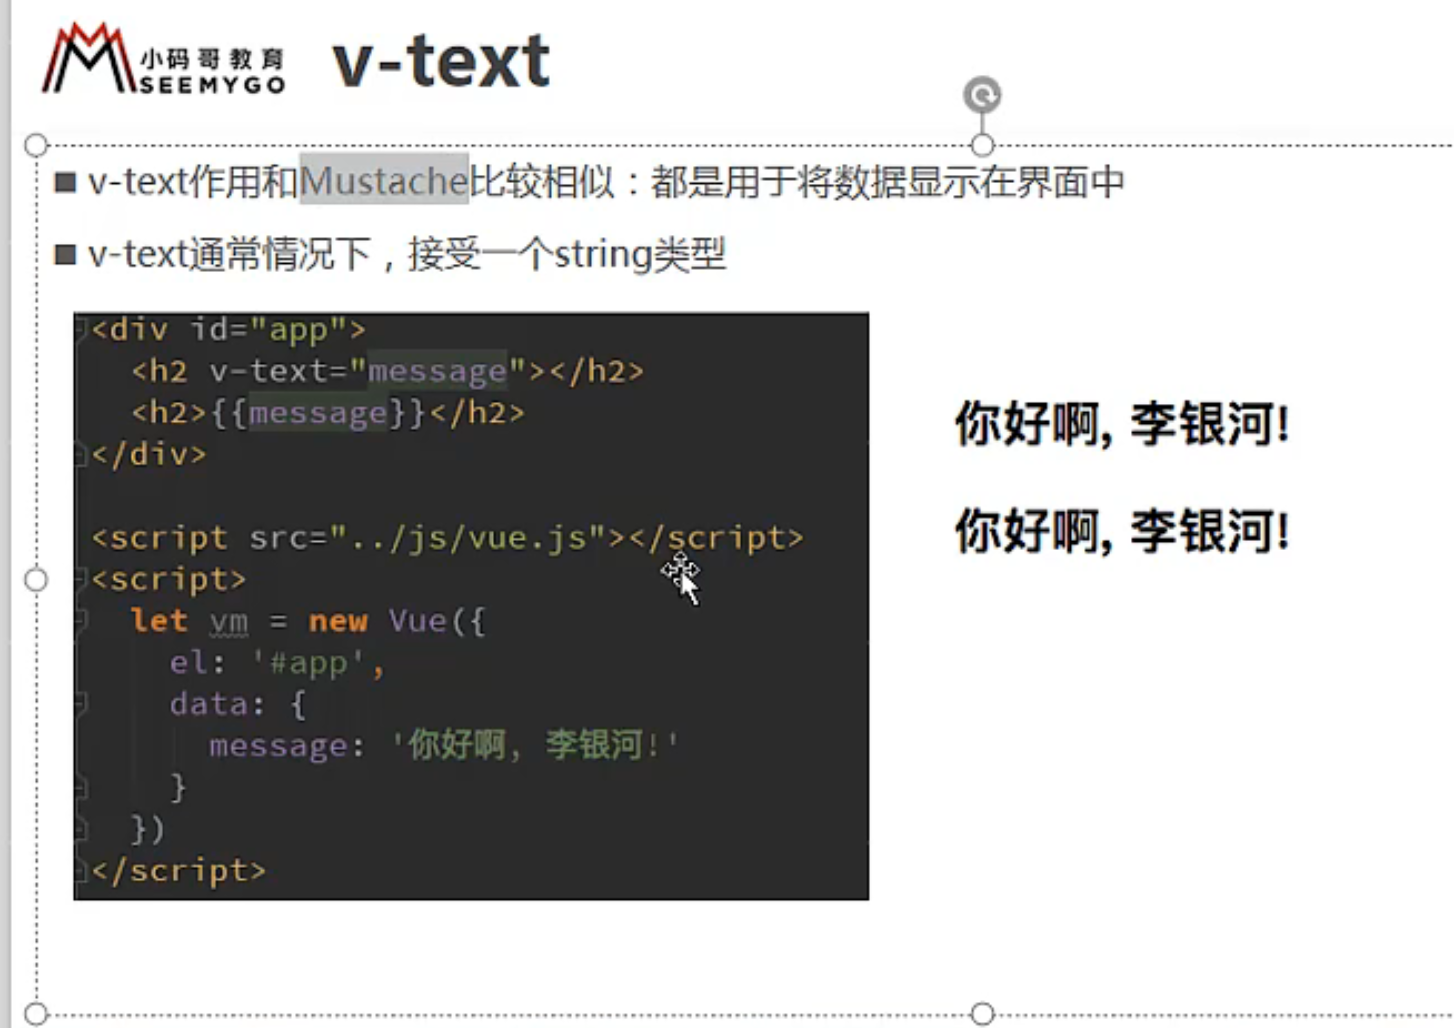 小码哥教育
SEEMYGO
v-text
v-text作用和Mustache比较相似：都是用于将数据显示在界面中
v-text通常情况下，接受一个string类型
<div id="app">
<h2 v-text="message"></h2>
<h2>{{message}}</h2>
</div>
<script src="../js/vue.js"></script>
<script>
let vm = new Vue({
el: '#app',
data: {
message: '你好啊, 李银河!'
}
})
</script>
你好啊, 李银河!
你好啊, 李银河!